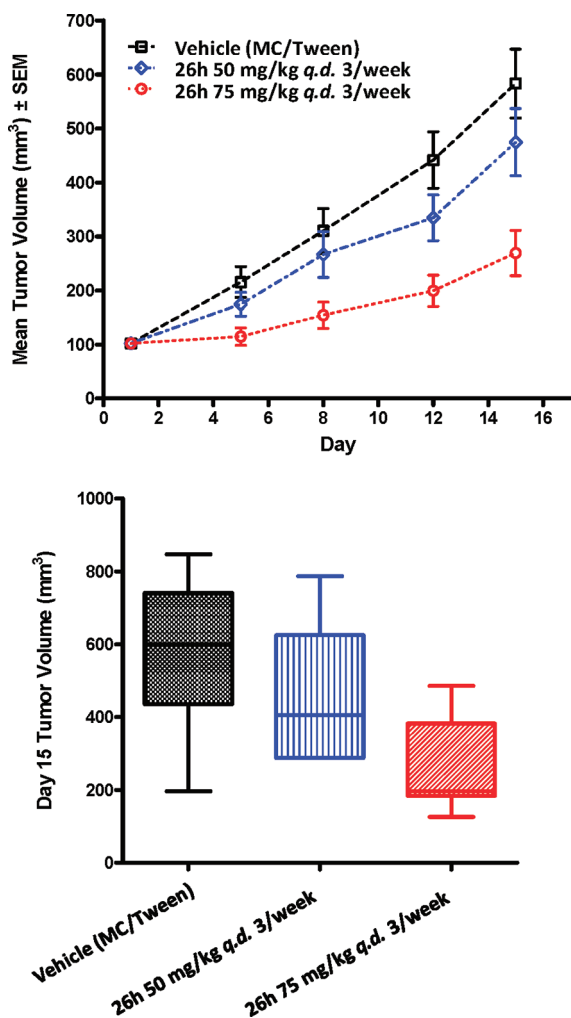 Mean Tumor Volume (mm³) ± SEM
700
600
500
400
300
200
100
0
Vehicle (MC/Tween)
26h 50 mg/kg q.d. 3/week
26h 75 mg/kg q.d. 3/week
0 2 4 6 8 10 12 14 16
Day
Day 15 Tumor Volume (mm³)
1000
800
600
400
200
0
Vehicle (MC/Tween)
26h 50 mg/kg q.d. 3/week
26h 75 mg/kg q.d. 3/week